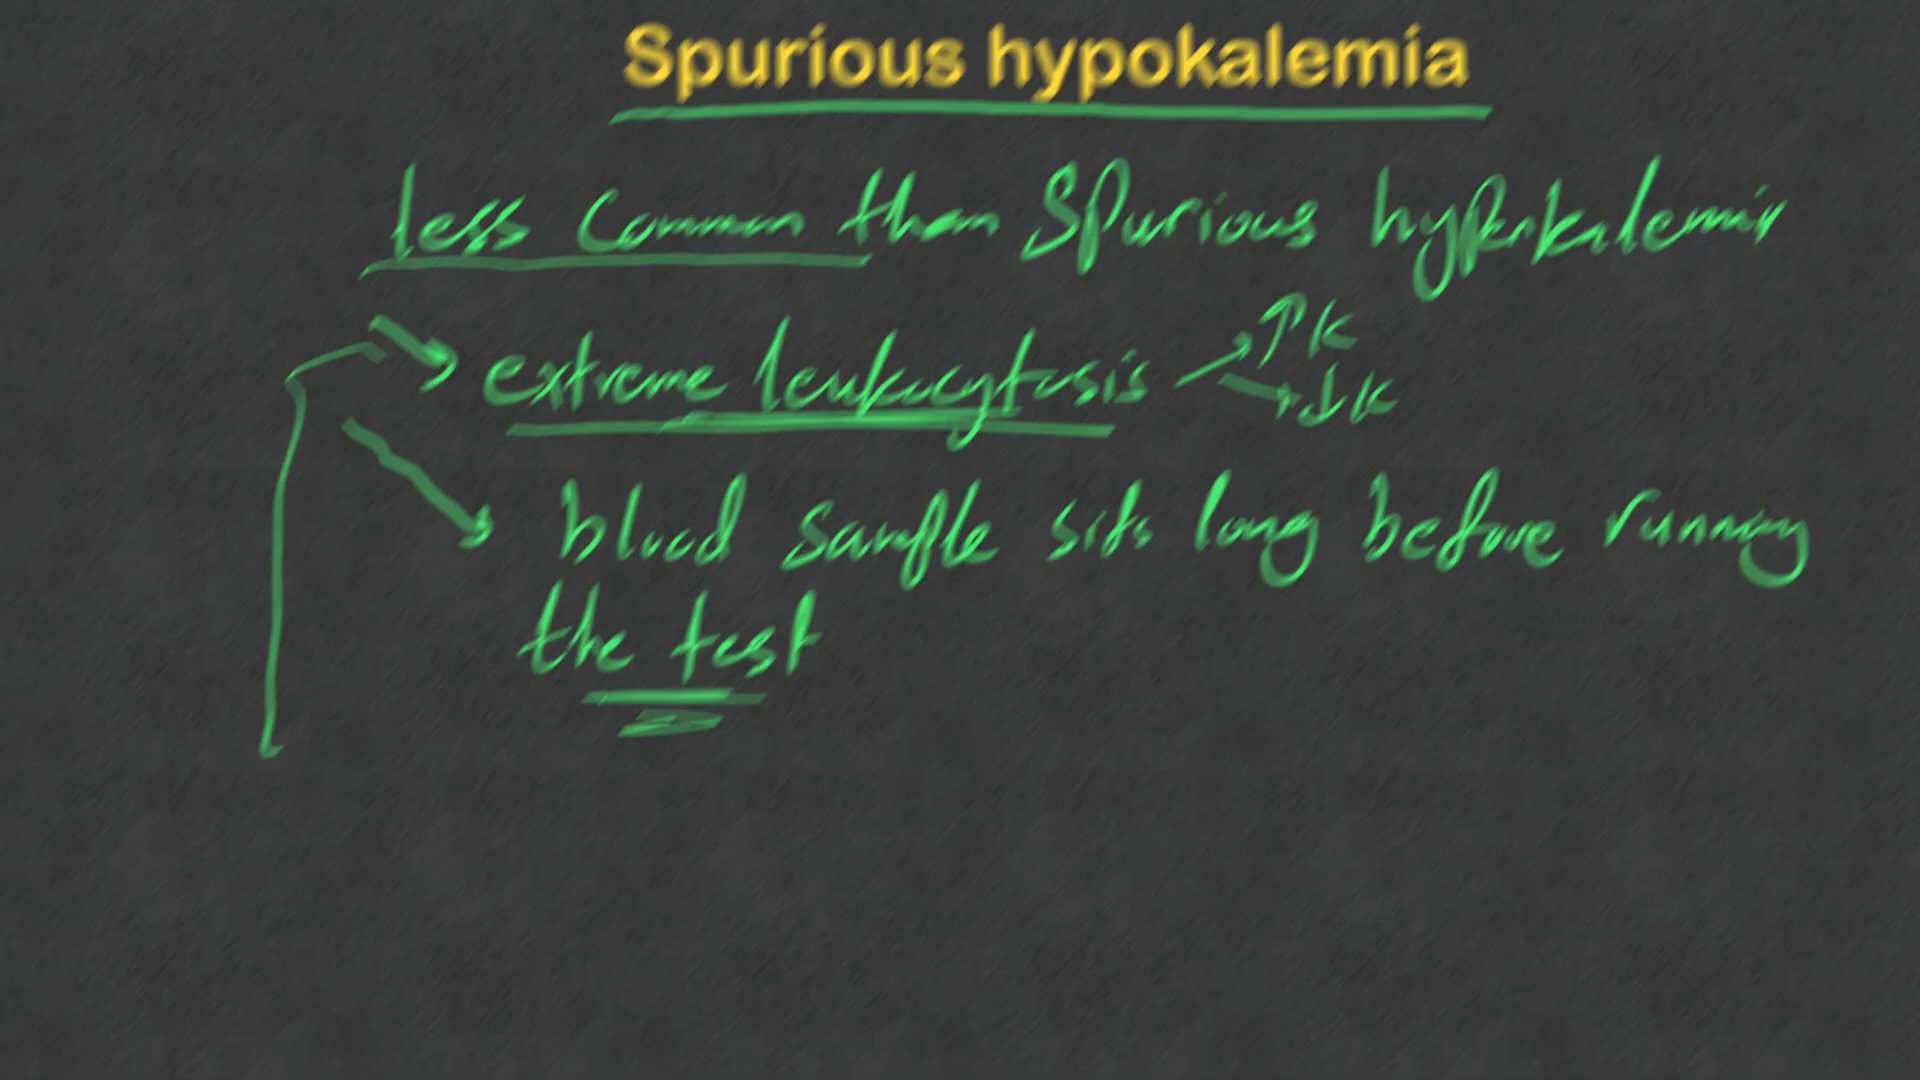 Spurious hypokalemia
less common than Spurious hyperkalemia
extreme leukocytosis ↑K
↓K
blood sample sits long before running
the test